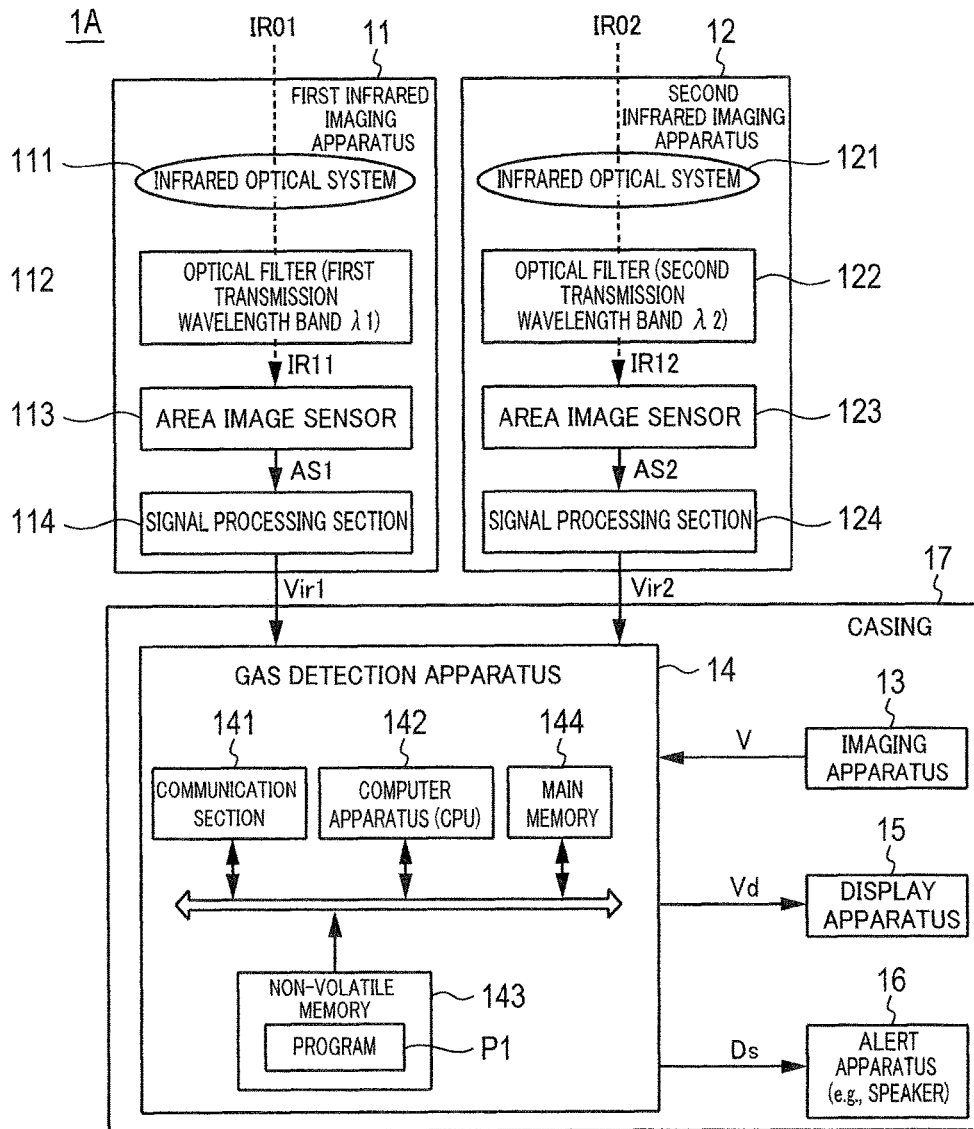 1A
IR01
11
IR02
12
FIRST INFRARED
IMAGING
APPARATUS
SECOND
INFRARED IMAGING
APPARATUS
111
INFRARED OPTICAL SYSTEM
INFRARED OPTICAL SYSTEM
121
112
OPTICAL FILTER (FIRST
TRANSMISSION
WAVELENGTH BAND λ1)
OPTICAL FILTER (SECOND
TRANSMISSION
WAVELENGTH BAND λ2)
122
IR11
IR12
113
AREA IMAGE SENSOR
AREA IMAGE SENSOR
123
AS1
AS2
114
SIGNAL PROCESSING SECTION
SIGNAL PROCESSING SECTION
124
Vir1
Vir2
17
CASING
GAS DETECTION APPARATUS
14
141
142
144
COMMUNICATION
SECTION
COMPUTER
APPARATUS (CPU)
MAIN
MEMORY
V
13
IMAGING
APPARATUS
Vd
15
DISPLAY
APPARATUS
NON-VOLATILE
MEMORY
143
PROGRAM
P1
Ds
16
ALERT
APPARATUS
(e.g., SPEAKER)